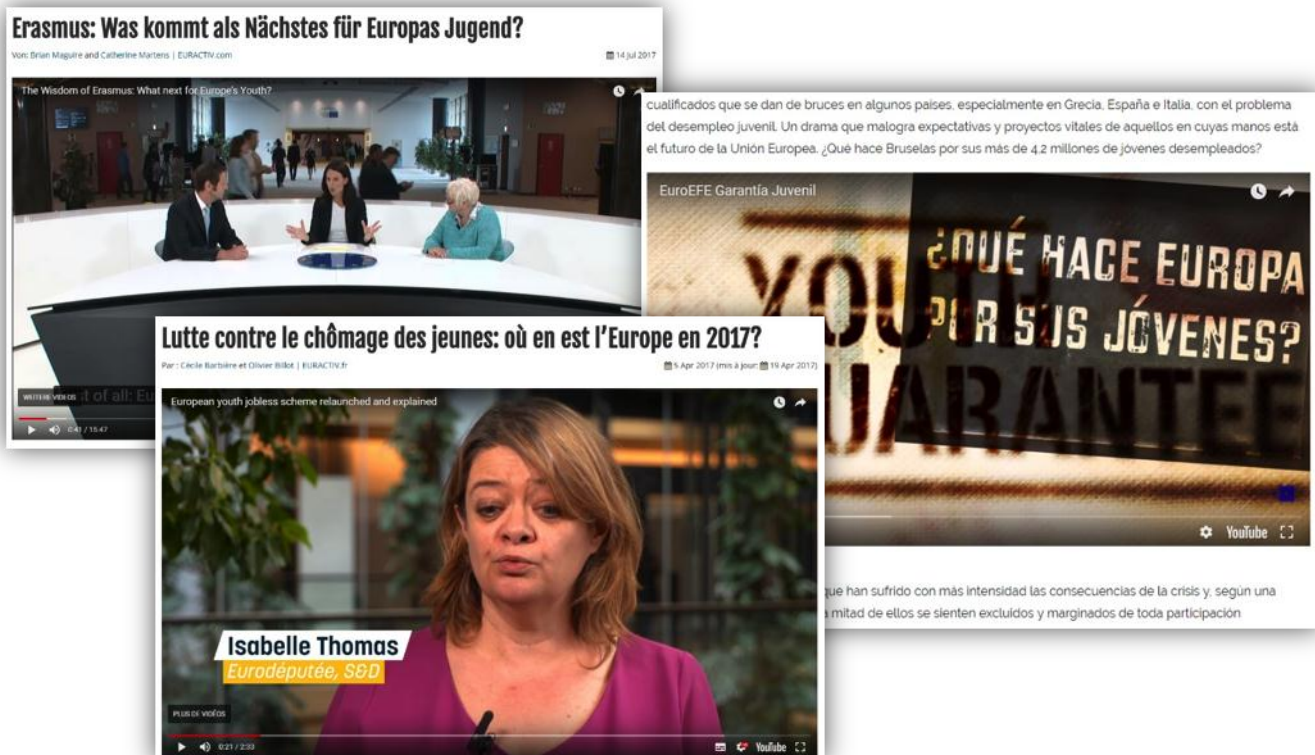 Erasmus: Was kommt als Nächstes für Europas Jugend?
Von: Brian Maguire and Catherine Martens | EURACTIV.com
14 Jul 2017
The Wisdom of Erasmus: What next for Europe's Youth?
WEITERE VIDEOS
t of all: Eu
0:41 / 15:47
cualificados que se dan de bruces en algunos países, especialmente en Grecia, España e Italia, con el problema
del desempleo juvenil. Un drama que malogra expectativas y proyectos vitales de aquellos en cuyas manos está
el futuro de la Unión Europea. ¿Qué hace Bruselas por sus más de 4,2 millones de jóvenes desempleados?
EuroEFE Garantía Juvenil
¿QUÉ HACE EUROPA
POR SUS JÓVENES?
YOUTH
GUARANTEE
YouTube
que han sufrido con más intensidad las consecuencias de la crisis y, según una
mitad de ellos se sienten excluidos y marginados de toda participación
Lutte contre le chômage des jeunes: où en est l'Europe en 2017?
Par : Cécile Barbière et Olivier Billot | EURACTIV.fr
5 Apr 2017 (mis à jour: 19 Apr 2017)
European youth jobless scheme relaunched and explained
Isabelle Thomas
Eurodéputée, S&D
PLUS DE VIDÉOS
0:21 / 2:33
YouTube